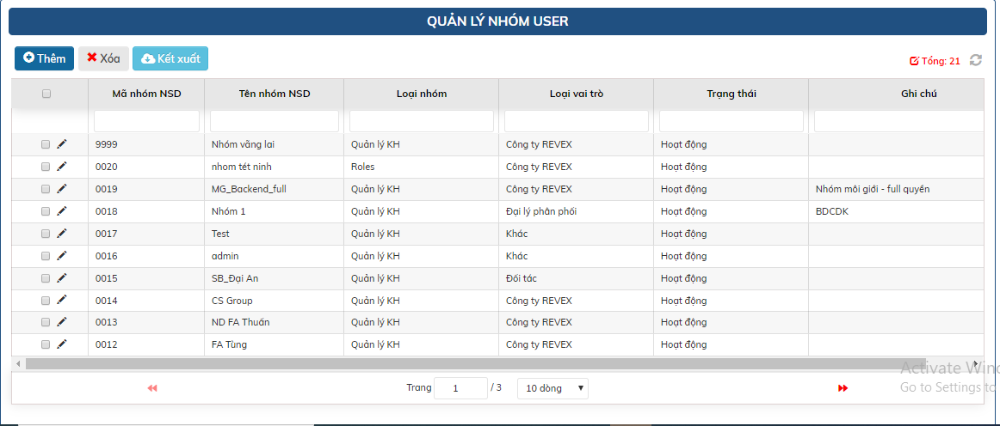 QUẢN LÝ NHÓM USER
Thêm Xóa Kết xuất Tổng: 21
Mã nhóm NSD Tên nhóm NSD Loại nhóm Loại vai trò Trạng thái Ghi chú
9999 Nhóm vãng lai Quản lý KH Công ty REVEX Hoạt động
0020 nhom tét ninh Roles Công ty REVEX Hoạt động
0019 MG_Backend_full Quản lý KH Công ty REVEX Hoạt động Nhóm môi giới - full quyền
0018 Nhóm 1 Quản lý KH Đại lý phân phối Hoạt động BDCDK
0017 Test Quản lý KH Khác Hoạt động
0016 admin Quản lý KH Khác Hoạt động
0015 SB_Đại An Quản lý KH Đối tác Hoạt động
0014 CS Group Quản lý KH Công ty REVEX Hoạt động
0013 ND FA Thuấn Quản lý KH Công ty REVEX Hoạt động
0012 FA Tùng Quản lý KH Công ty REVEX Hoạt động
Activate Wind
Trang 1 / 3 10 dòng Go to Settings to